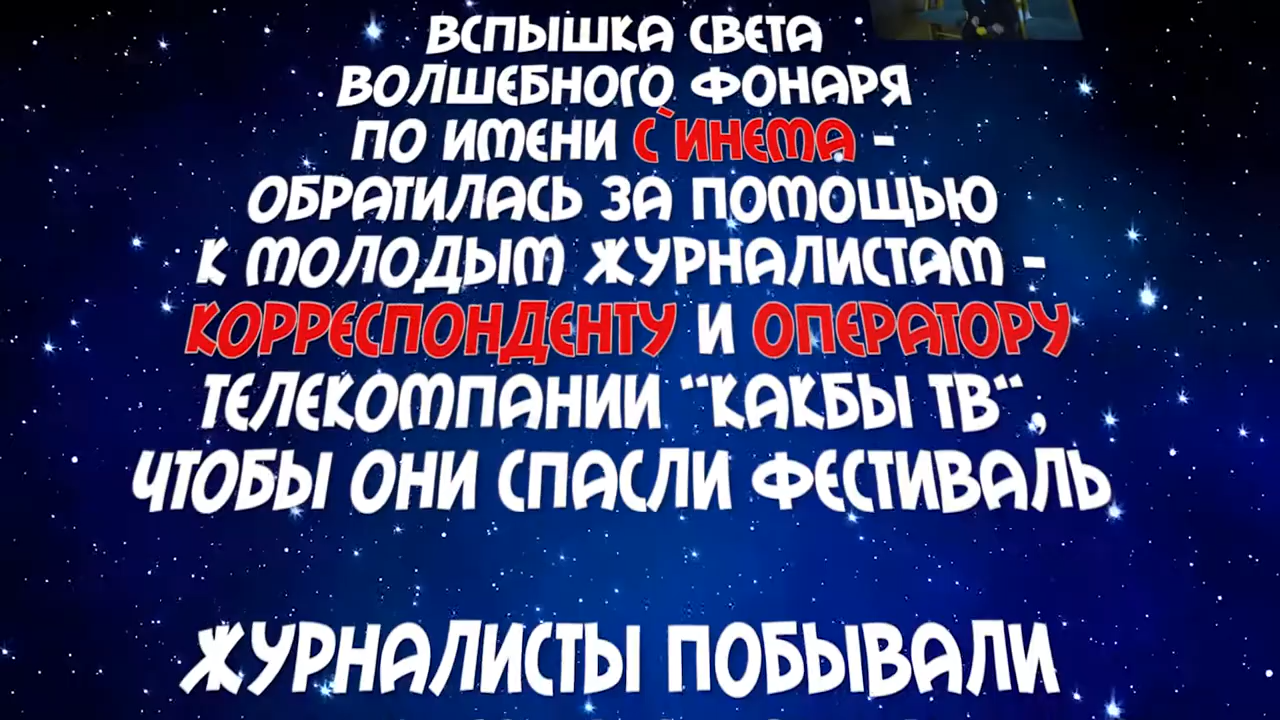 ВСПЫШКА СВЕТА
ВОЛШЕБНОГО ФОНАРЯ
ПО ИМЕНИ С`ИНЕМА -
ОБРАТИЛАСЬ ЗА ПОМОЩЬЮ
К МОЛОДЫМ ЖУРНАЛИСТАМ -
КОРРЕСПОНДЕНТУ И ОПЕРАТОРУ
ТЕЛЕКОМПАНИИ "КАКБЫ ТВ",
ЧТОБЫ ОНИ СПАСЛИ ФЕСТИВАЛЬ
ЖУРНАЛИСТЫ ПОБЫВАЛИ